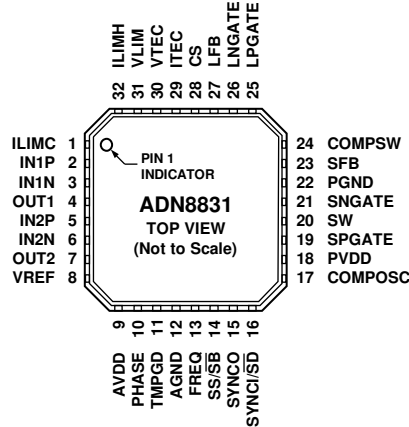 32 ILIMH
31 VLIM
30 VTEC
29 ITEC
28 CS
27 LFB
26 LNGATE
25 LPGATE
ILIMC 1
IN1P 2
IN1N 3
OUT1 4
IN2P 5
IN2N 6
OUT2 7
VREF 8
PIN 1
INDICATOR
ADN8831
TOP VIEW
(Not to Scale)
24 COMPSW
23 SFB
22 PGND
21 SNGATE
20 SW
19 SPGATE
18 PVDD
17 COMPOSC
AVDD 9
PHASE 10
TMPGD 11
AGND 12
FREQ 13
SS/S̅B̅ 14
SYNCO 15
SYNCI/S̅D̅ 16